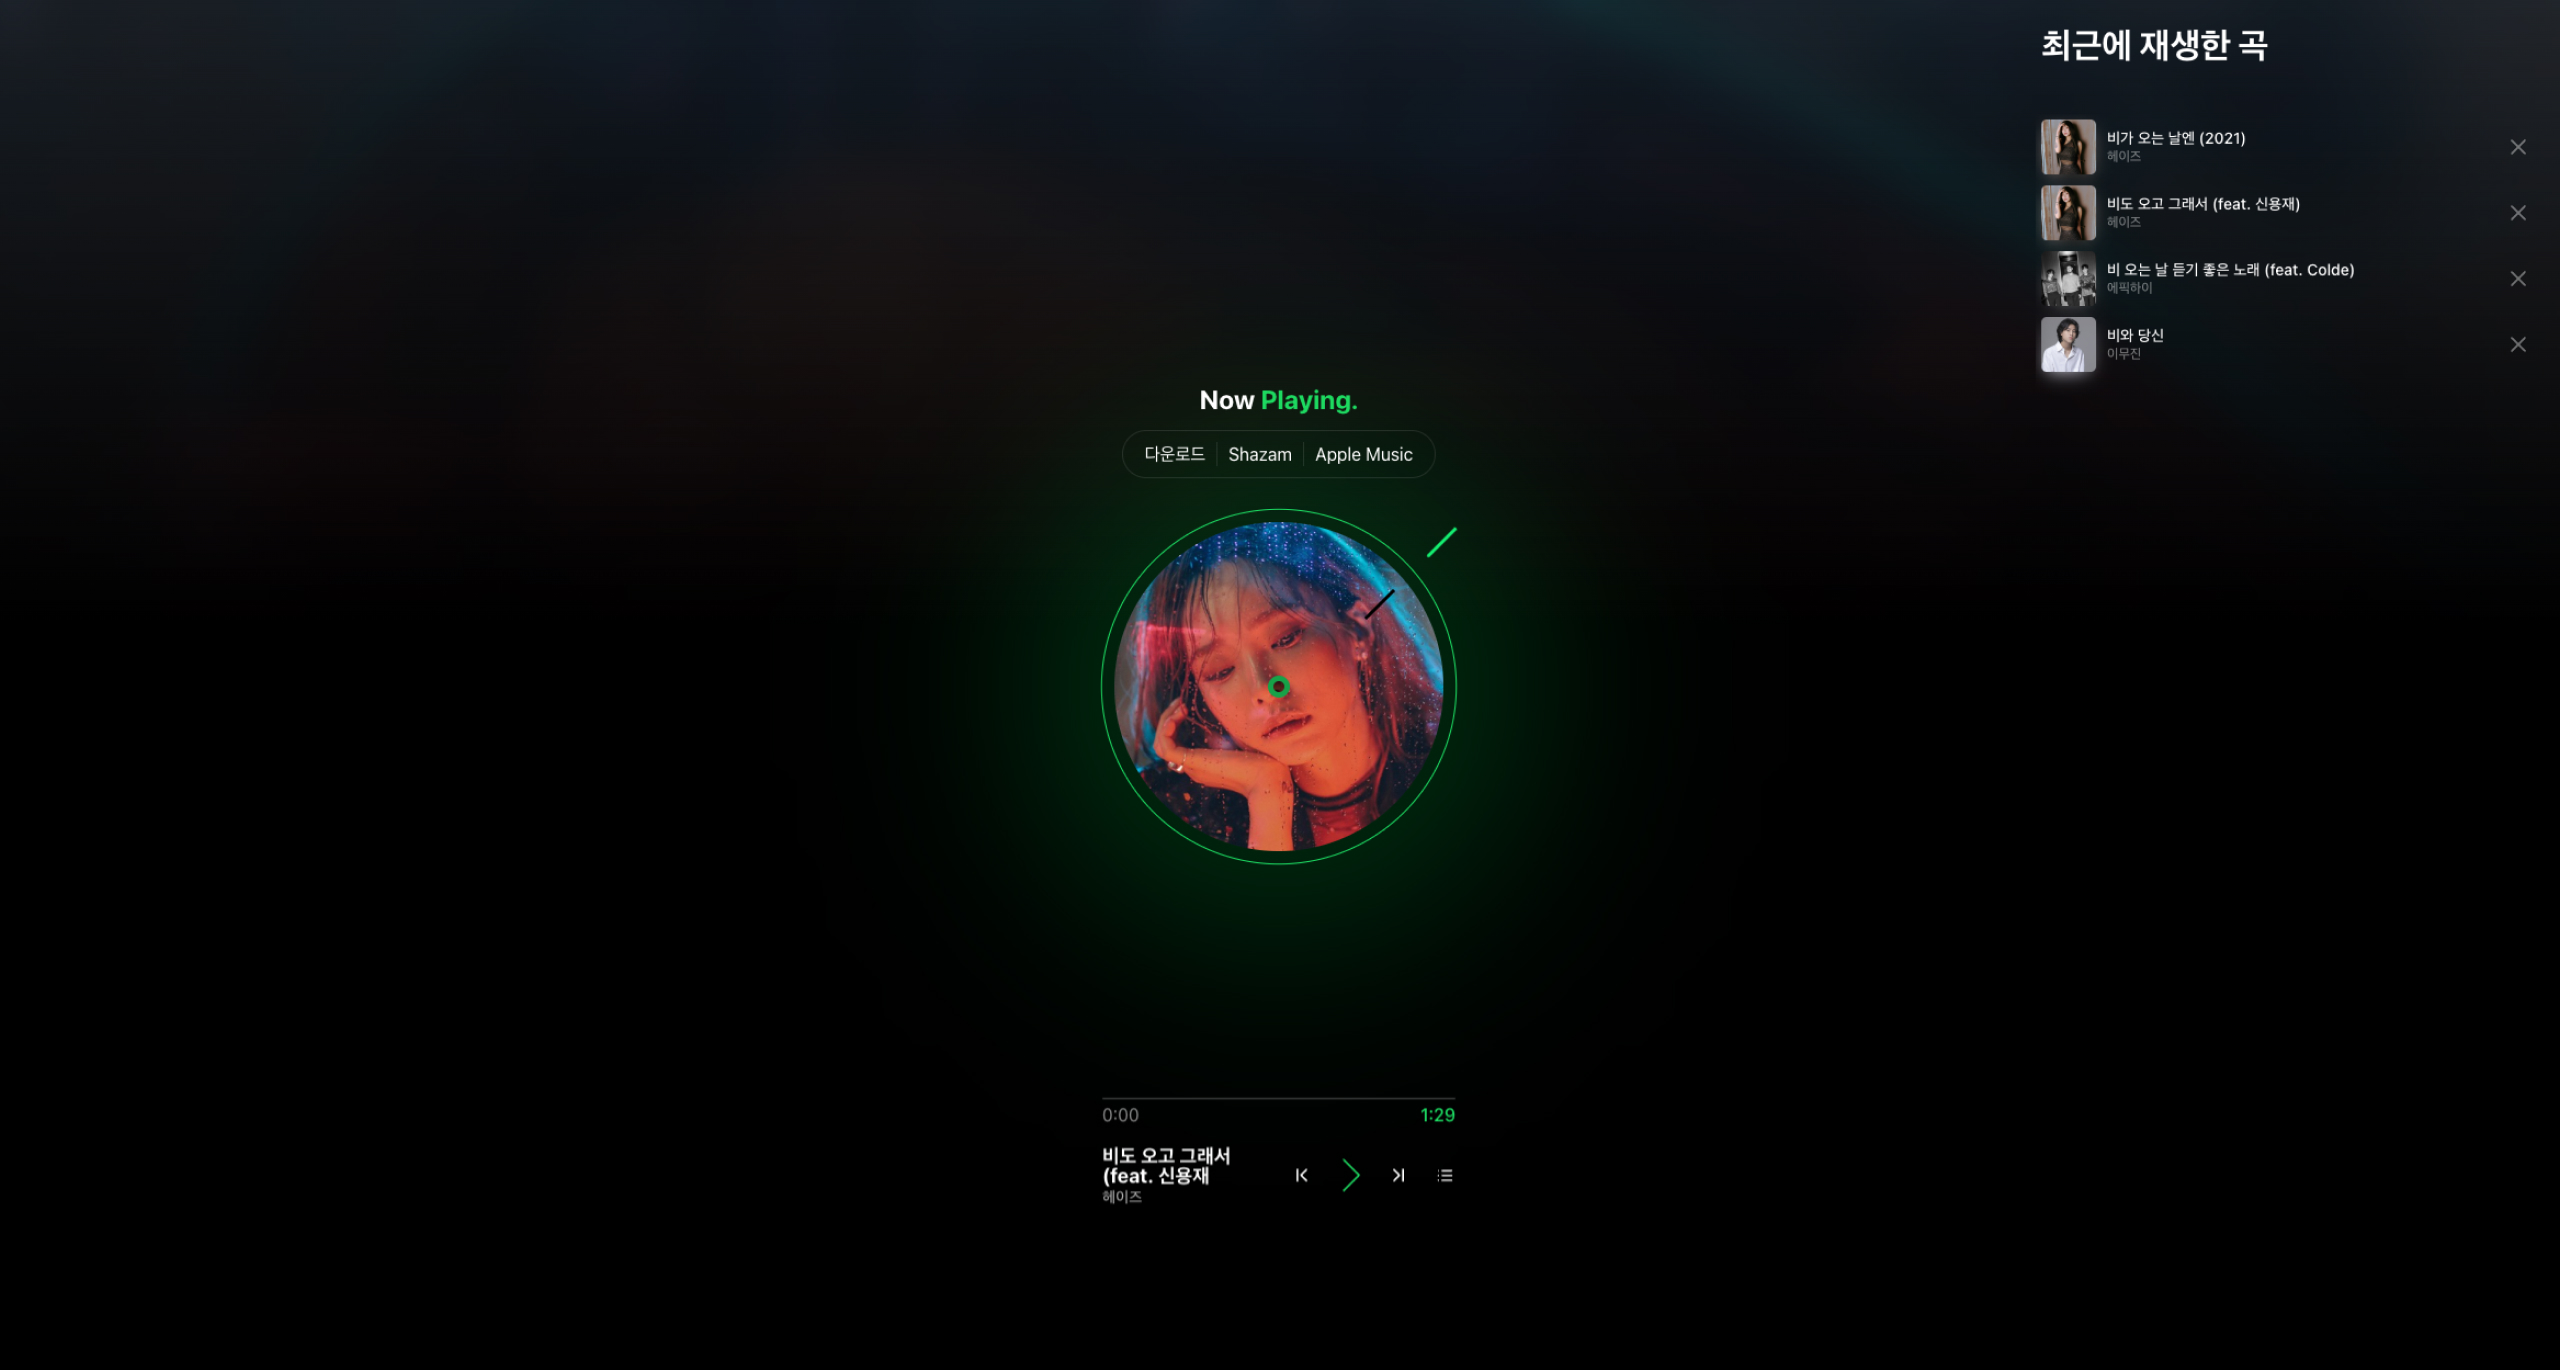 최근에 재생한 곡
비가 오는 날엔 (2021)
헤이즈
비도 오고 그래서 (feat. 신용재)
헤이즈
비 오는 날 듣기 좋은 노래 (feat. Colde)
에픽하이
비와 당신
이무진
Now Playing.
다운로드 Shazam Apple Music
0:00 1:29
비도 오고 그래서
(feat. 신용재
헤이즈